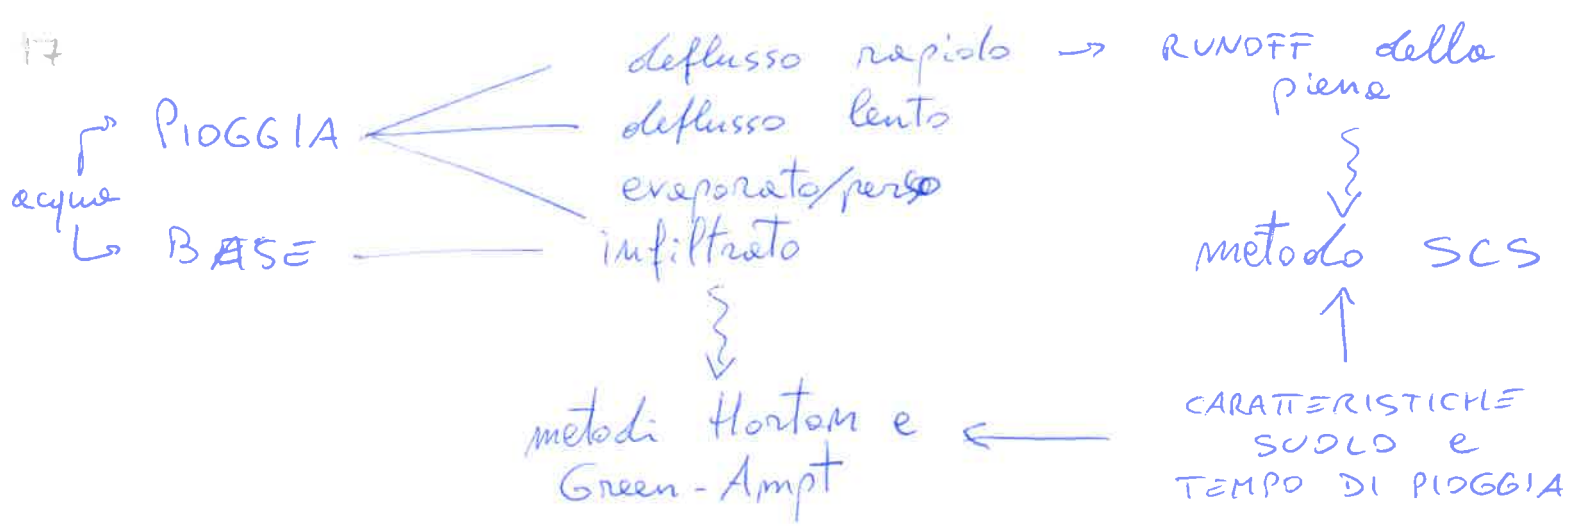 17
deflusso rapido → RUNOFF della
piena
PIOGGIA
deflusso lento
acqua
evaporato/perso
BASE
infiltrato
metodo SCS
metodi Horton e
Green-Ampt
CARATTERISTICHE
SUOLO e
TEMPO DI PIOGGIA